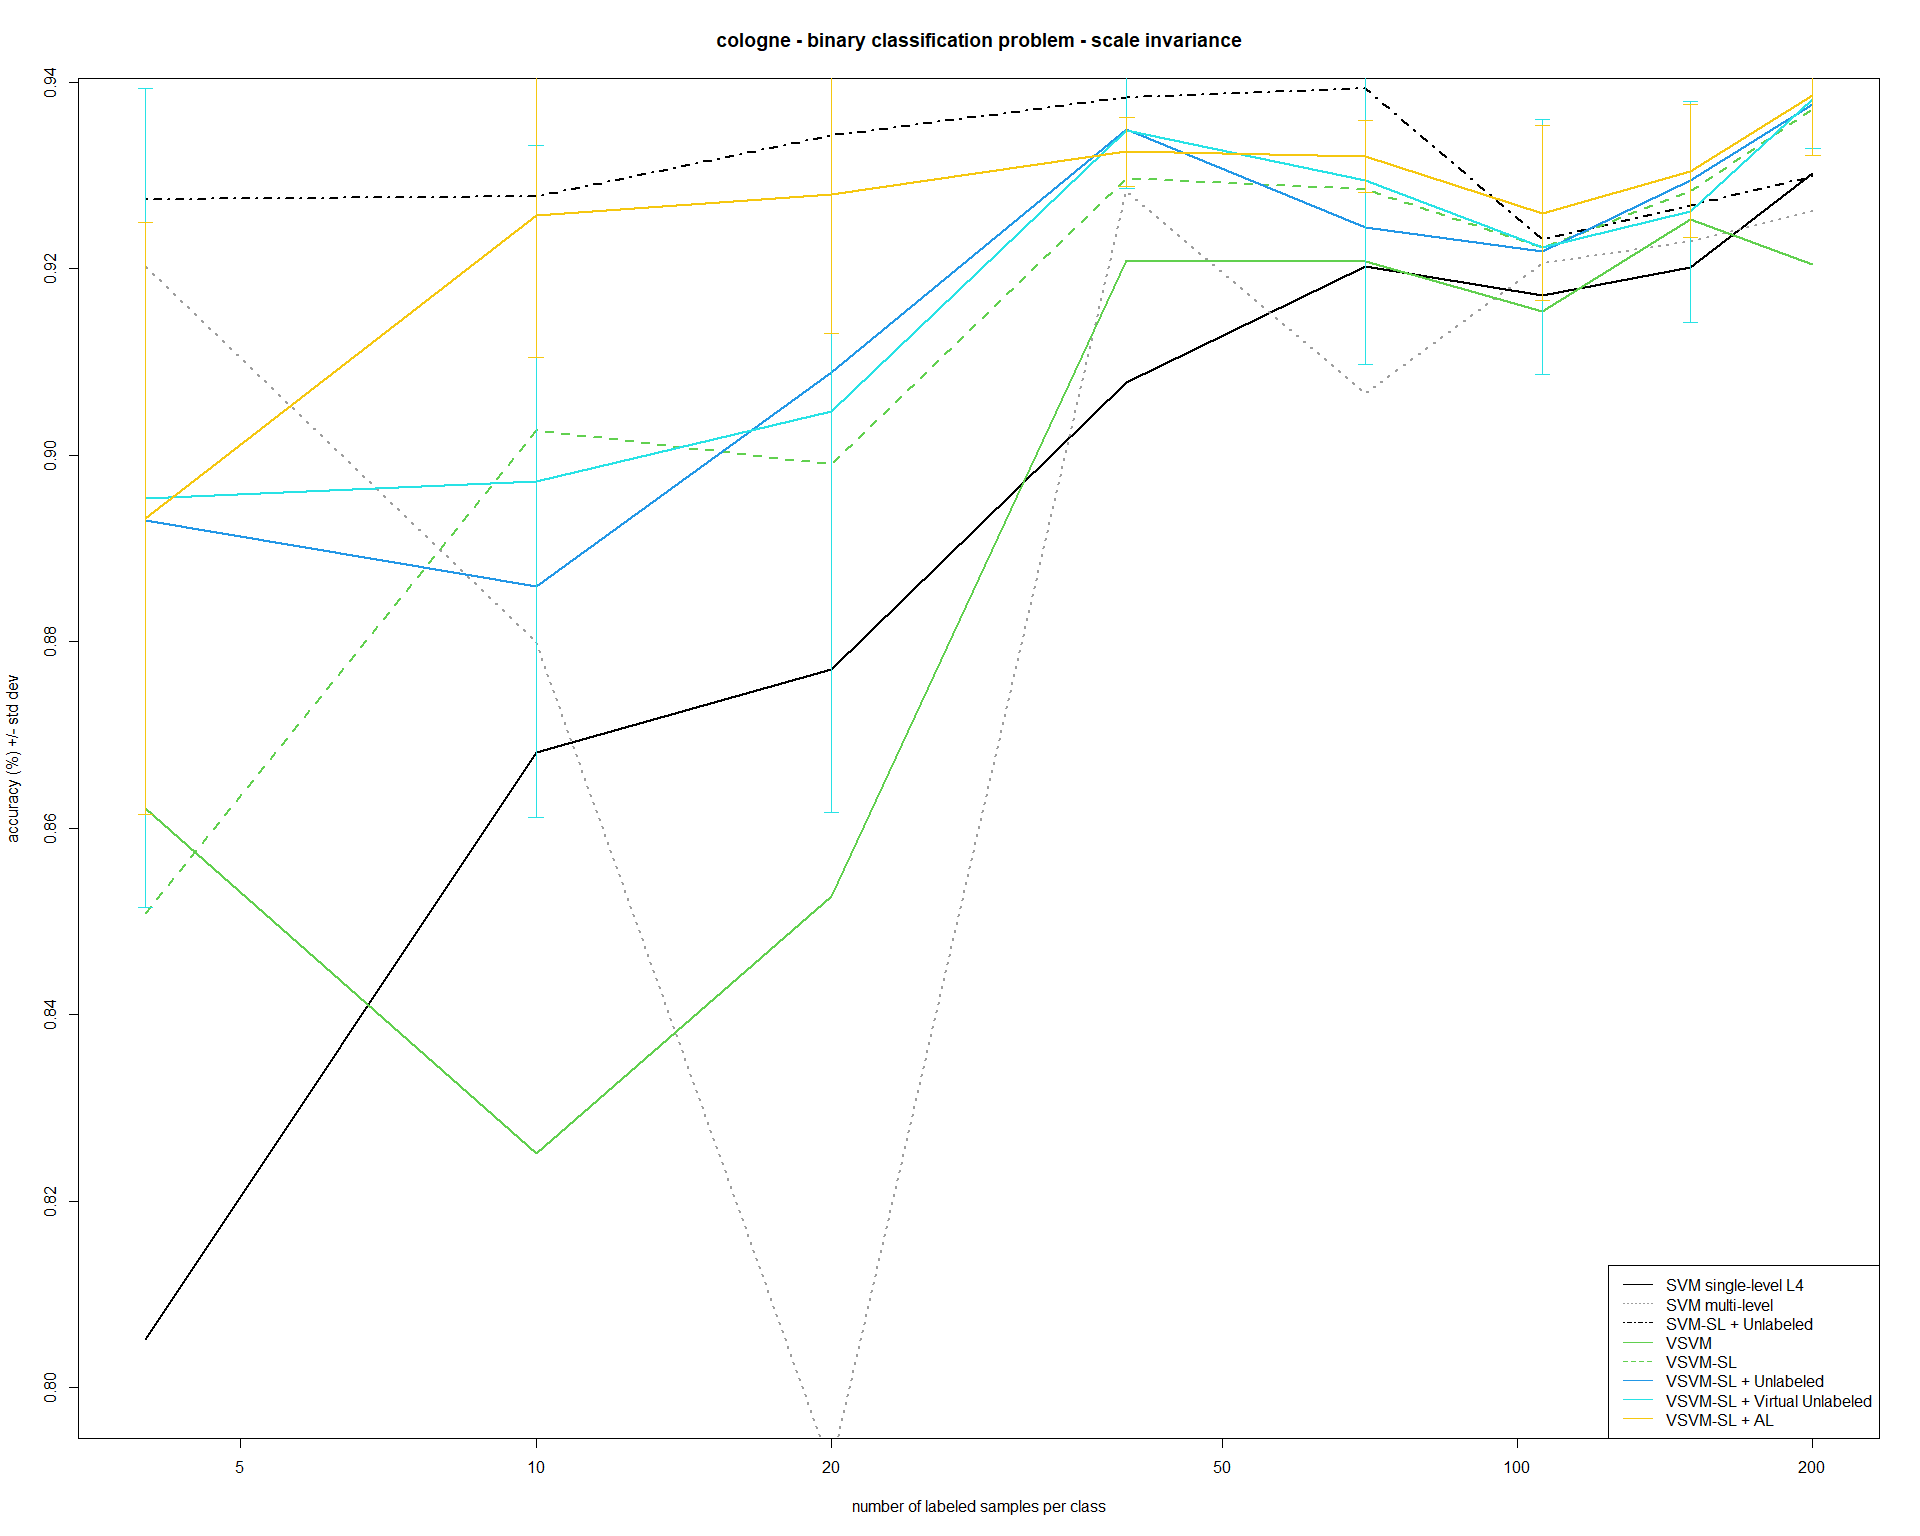 cologne - binary classification problem - scale invariance
accuracy (%) +/- std dev
0.94
0.92
0.90
0.88
0.86
0.84
0.82
0.80
5
10
20
50
100
200
number of labeled samples per class
SVM single-level L4
SVM multi-level
SVM-SL + Unlabeled
VSVM
VSVM-SL
VSVM-SL + Unlabeled
VSVM-SL + Virtual Unlabeled
VSVM-SL + AL